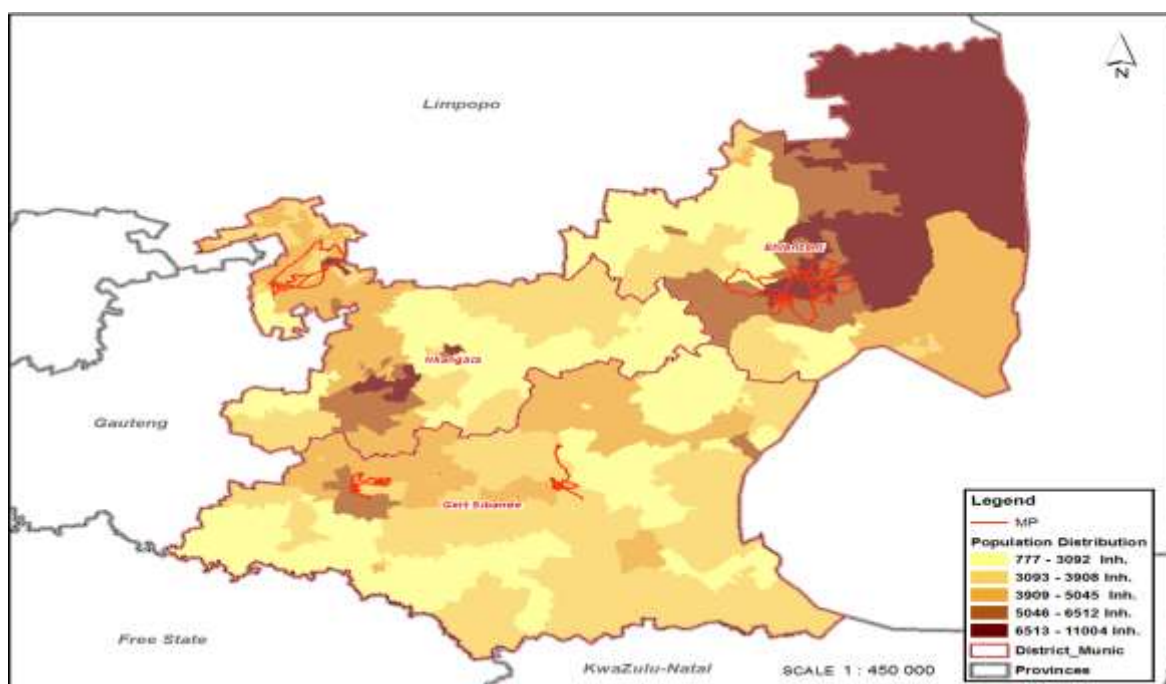 Limpopo
N
Ehlanzeni
Nkangala
Gauteng
Gert Sibande
Legend
MP
Population Distribution
777 - 3092 Inh.
3093 - 3908 Inh.
3909 - 5045 Inh.
5046 - 6512 Inh.
6513 - 11004 Inh.
District_Munic
Provinces
Free State
KwaZulu-Natal
SCALE 1 : 450 000